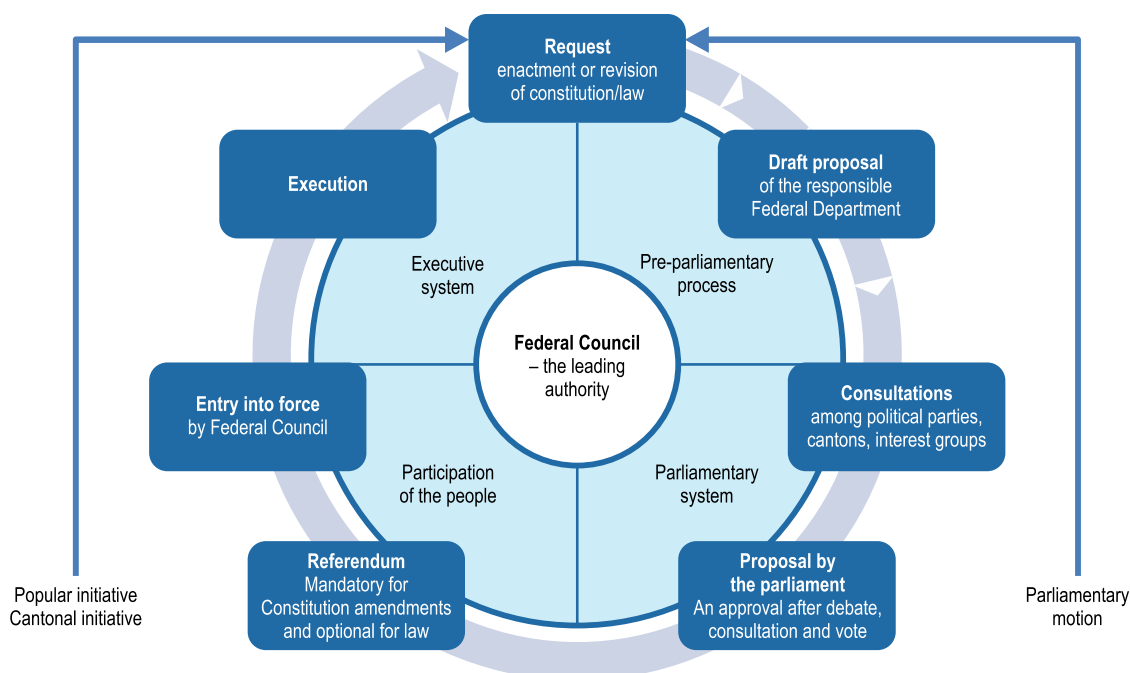 Request
enactment or revision
of constitution/law
Execution
Draft proposal
of the responsible
Federal Department
Executive
system
Pre-parliamentary
process
Federal Council
– the leading
authority
Entry into force
by Federal Council
Consultations
among political parties,
cantons, interest groups
Participation
of the people
Parliamentary
system
Referendum
Mandatory for
Constitution amendments
and optional for law
Proposal by
the parliament
An approval after debate,
consultation and vote
Popular initiative
Cantonal initiative
Parliamentary
motion